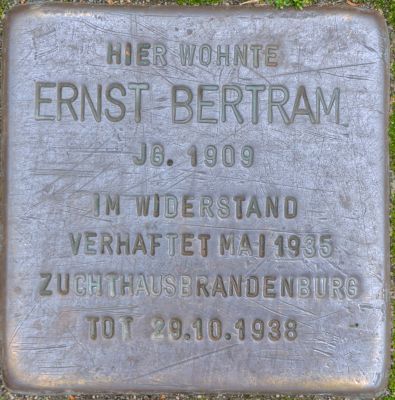 HIER WOHNTE
ERNST BERTRAM
JG. 1909
IM WIDERSTAND
VERHAFTET MAI 1935
ZUCHTHAUS BRANDENBURG
TOT 29.10.1938